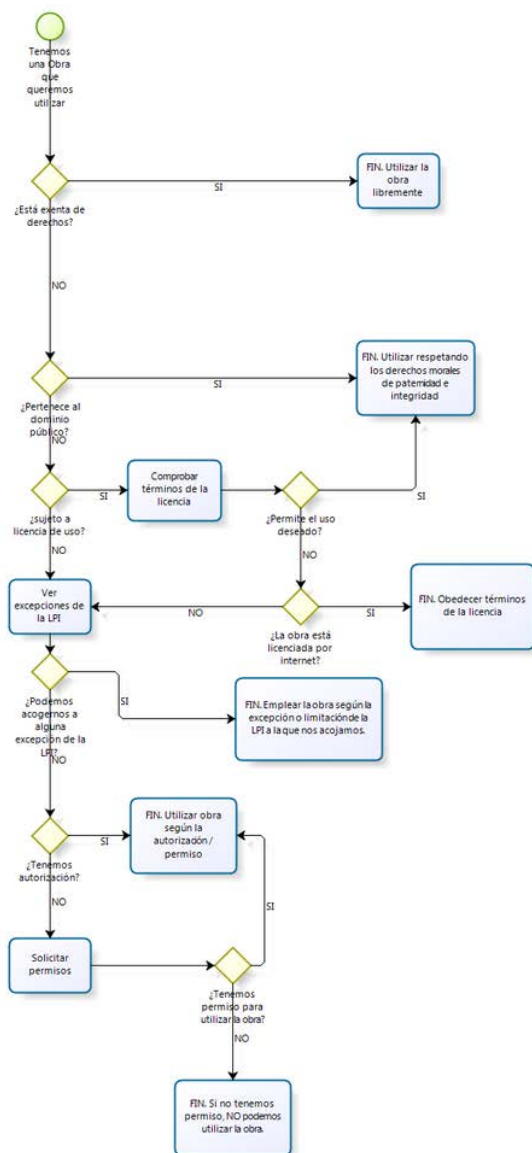 Tenemos
una Obra
que
queremos
utilizar
SI
FIN. Utilizar la
obra
libremente
¿Está exenta de
derechos?
NO
FIN. Utilizar respetando
los derechos morales
de paternidad e
integridad
SI
¿Pertenece al
dominio
público?
NO
Comprobar
términos de la
licencia
SI
SI
¿sujeto a
licencia de uso?
¿Permite el uso
deseado?
NO
NO
Ver
excepciones de
la LPI
NO
SI
FIN. Obedecer términos
de la licencia
¿La obra está
licenciada por
internet?
SI
¿Podemos
acogernos a
alguna
excepción de la
LPI?
NO
FIN. Emplear la obra según la
excepción o limitación de la
LPI a la que nos acojamos.
FIN. Utilizar obra
según la
autorización /
permiso
SI
¿Tenemos
autorización?
NO
SI
Solicitar
permisos
¿Tenemos
permiso para
utilizar la obra?
NO
FIN. Si no tenemos
permiso, NO podemos
utilizar la obra.